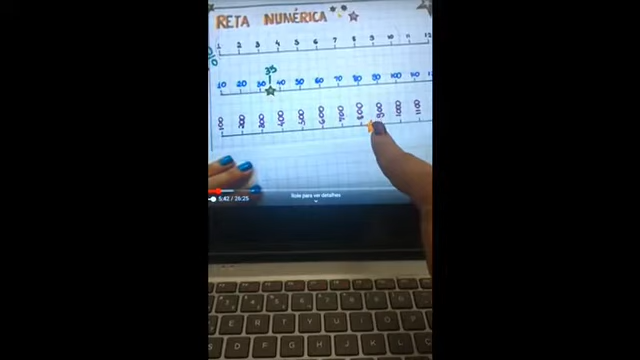 RETA NUMÉRICA
0 1 2 3 4 5 6 7 8 9 10 11 12
35
10 20 30 40 50 60 70 80 90 100 110
100 200 300 400 500 600 700 800 900 1000 1100
5:42 / 26:25
Role para ver detalhes
E R T Y U I O P
S D F G H J K L